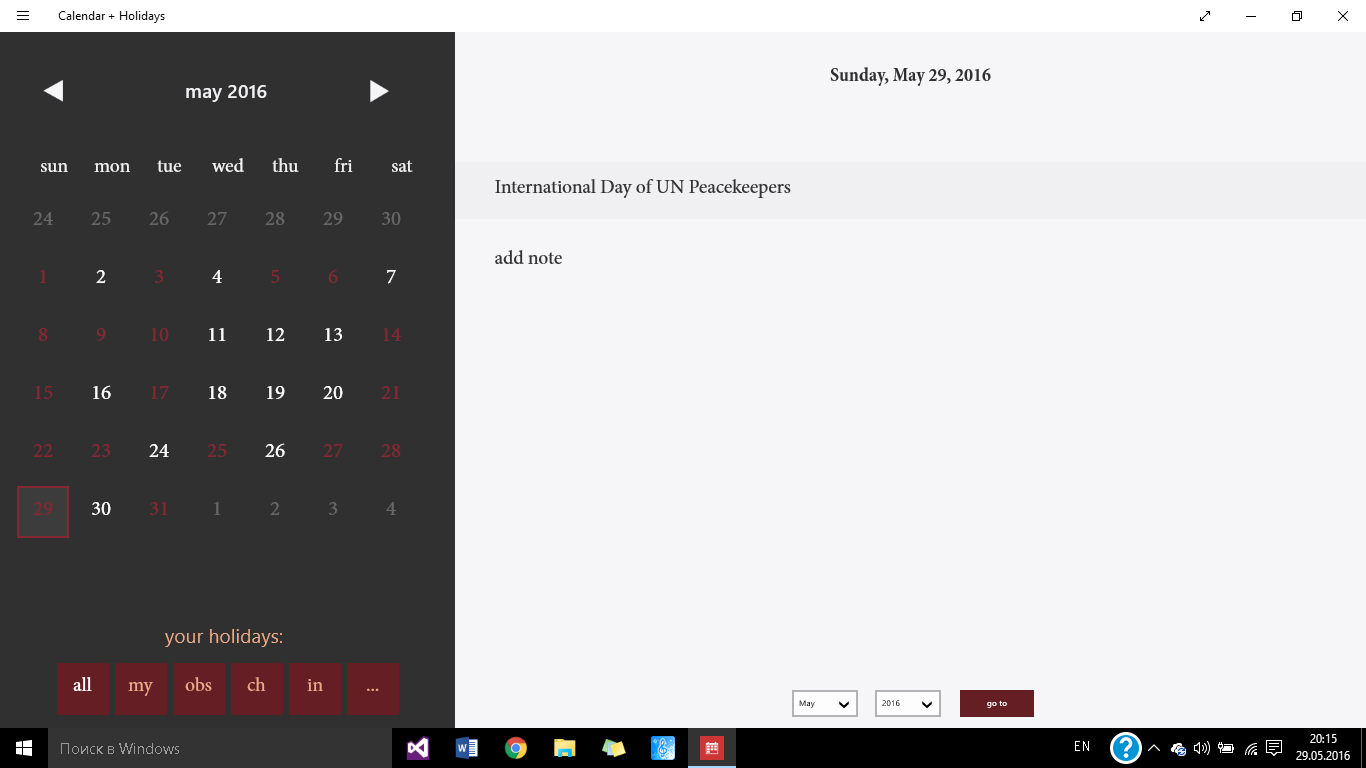 Calendar + Holidays
may 2016
sun mon tue wed thu fri sat
24 25 26 27 28 29 30
1 2 3 4 5 6 7
8 9 10 11 12 13 14
15 16 17 18 19 20 21
22 23 24 25 26 27 28
29 30 31 1 2 3 4
your holidays:
all my obs ch in ...
Sunday, May 29, 2016
International Day of UN Peacekeepers
add note
May 2016 go to
Поиск в Windows
EN
20:15
29.05.2016